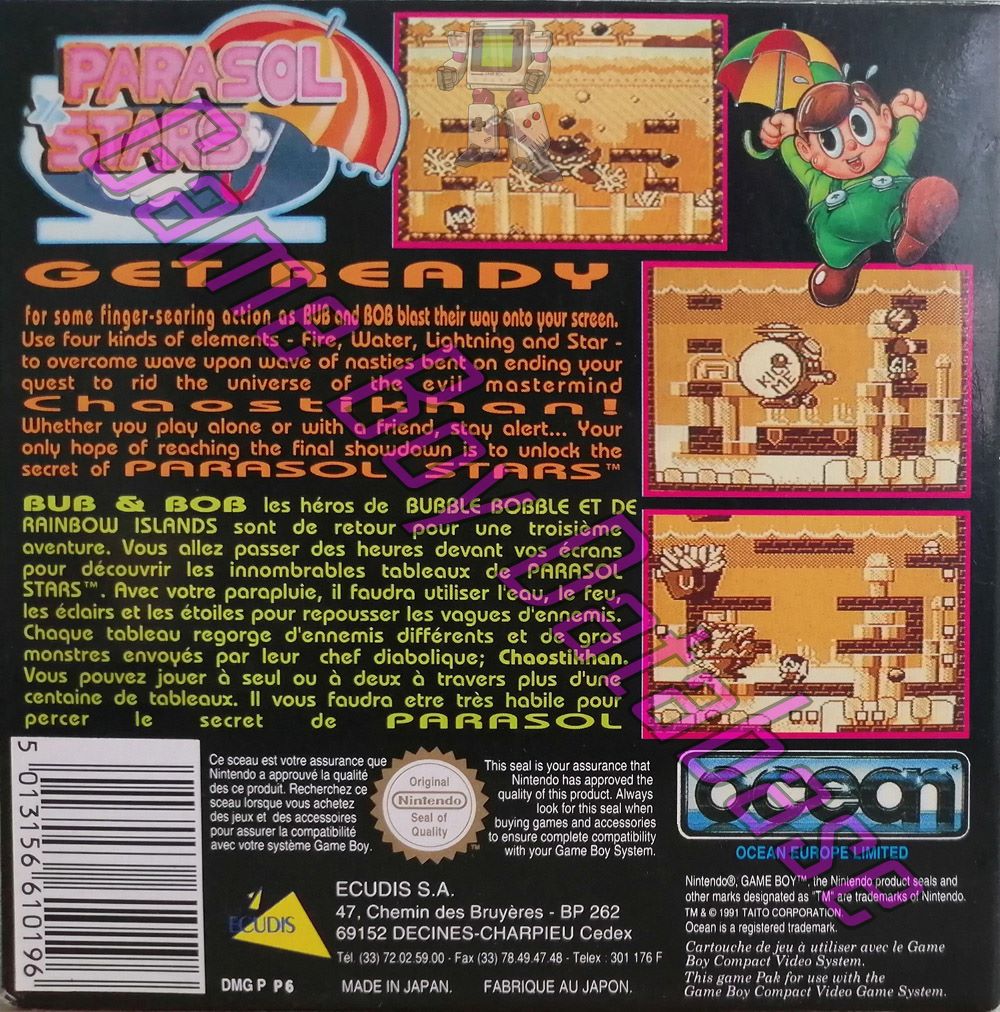 PARASOL
STARS
GET READY
For some finger-searing action as BUB and BOB blast their way onto your screen.
Use four kinds of elements - Fire, Water, Lightning and Star -
to overcome wave upon wave of nasties bent on ending your
quest to rid the universe of the evil mastermind
Chaostikhan!
Whether you play alone or with a friend, stay alert... Your
only hope of reaching the final showdown is to unlock the
secret of PARASOL STARS™
KISS
ME
BUB & BOB les héros de BUBBLE BOBBLE ET DE
RAINBOW ISLANDS sont de retour pour une troisième
aventure. Vous allez passer des heures devant vos écrans
pour découvrir les innombrables tableaux de PARASOL
STARS™. Avec votre parapluie, il faudra utiliser l'eau, le feu,
les éclairs et les étoiles pour repousser les vagues d'ennemis.
Chaque tableau regorge d'ennemis différents et de gros
monstres envoyés par leur chef diabolique; Chaostikhan.
Vous pouvez jouer à seul ou à deux à travers plus d'une
centaine de tableaux. Il vous faudra etre très habile pour
percer le secret de PARASOL
Game Boy Database
5 013156 610196
Ce sceau est votre assurance que
Nintendo a approuvé la qualité
des ce produit. Recherchez ce
sceau lorsque vous achetez
des jeux et des accessoires
pour assurer la compatibilité
avec votre système Game Boy.
Original
Nintendo
Seal of
Quality
™
This seal is your assurance that
Nintendo has approved the
quality of this product. Always
look for this seal when
buying games and accessories
to ensure complete compatibility
with your Game Boy System.
ocean®
OCEAN EUROPE LIMITED
ECUDIS
ECUDIS S.A.
47, Chemin des Bruyères - BP 262
69152 DECINES-CHARPIEU Cedex
Tél. (33) 72.02.59.00 - Fax (33) 78.49.47.48 - Telex : 301 176 F
DMG P P6
MADE IN JAPAN. FABRIQUE AU JAPON.
Nintendo®, GAME BOY™, the Nintendo product seals and
other marks designated as "TM" are trademarks of Nintendo.
TM & © 1991 TAITO CORPORATION.
Ocean is a registered trademark.
Cartouche de jeu à utiliser avec le Game
Boy Compact Video System.
This game Pak for use with the
Game Boy Compact Video Game System.